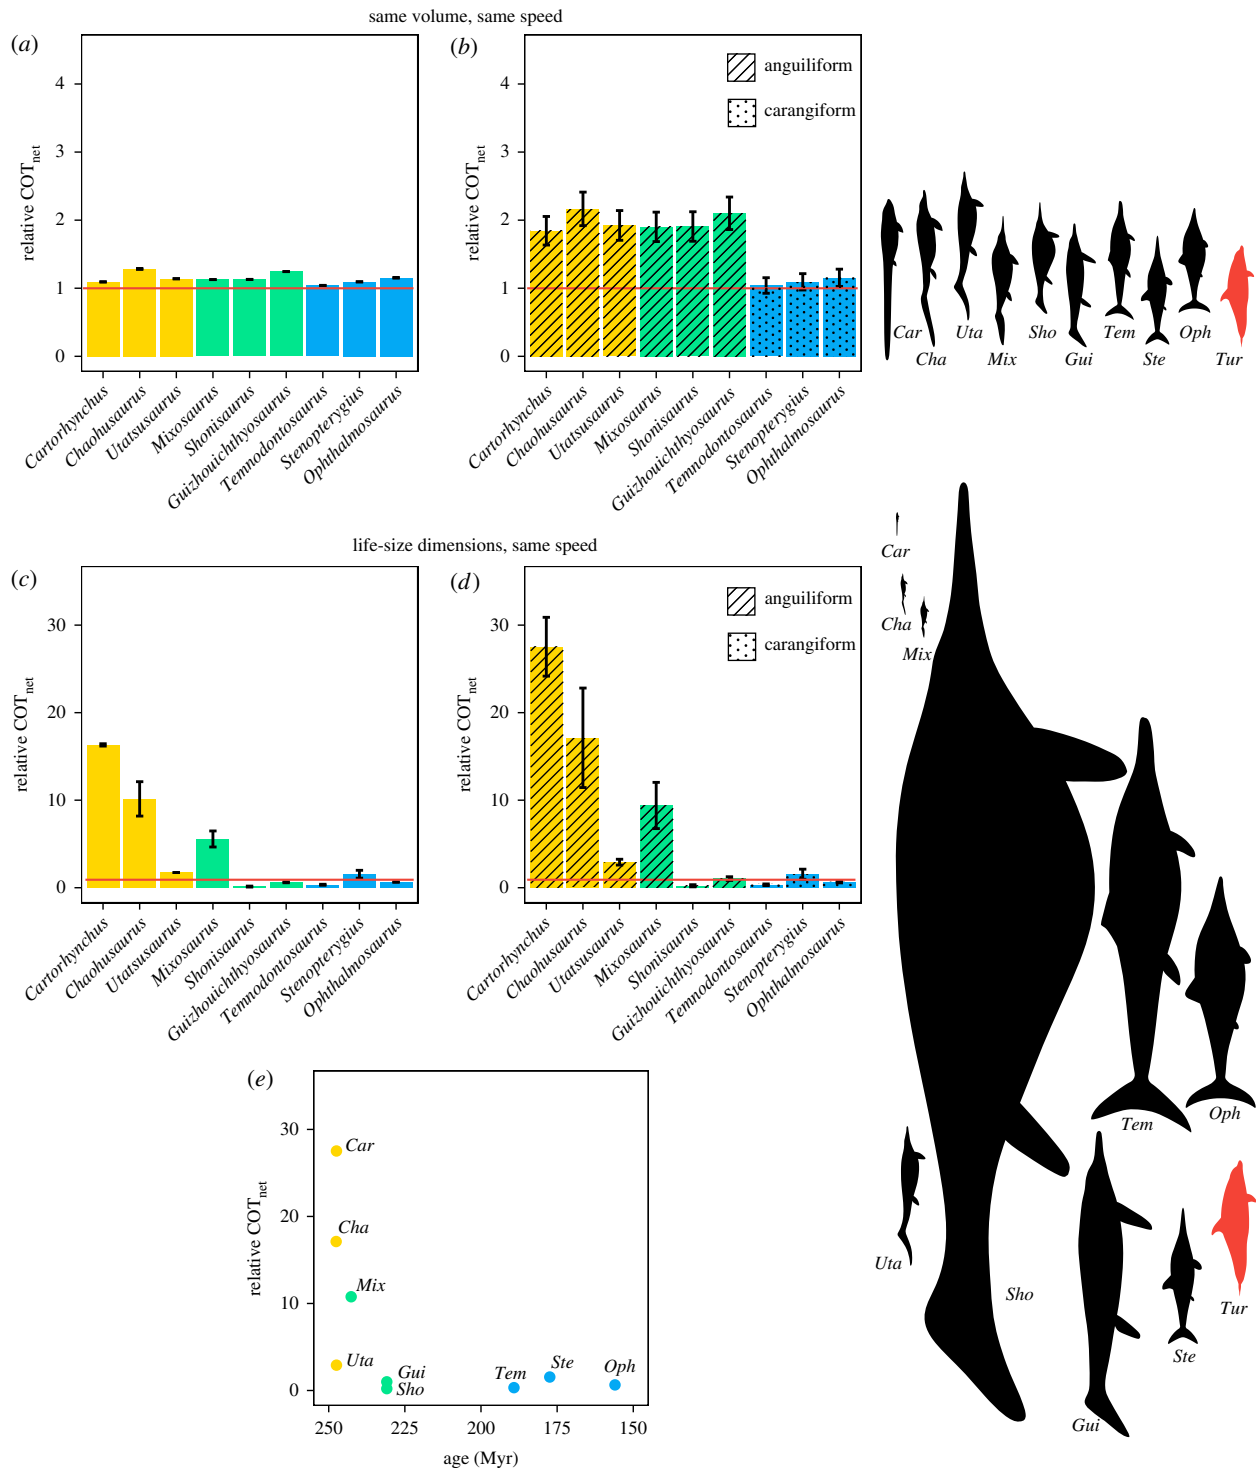 same volume, same speed
(a)
relative COTnet
4
3
2
1
0
Cartorhynchus
Chaohusaurus
Utatsusaurus
Mixosaurus
Shonisaurus
Guizhouichthyosaurus
Temnodontosaurus
Stenopterygius
Ophthalmosaurus
(b)
anguiliform
carangiform
relative COTnet
4
3
2
1
0
Cartorhynchus
Chaohusaurus
Utatsusaurus
Mixosaurus
Shonisaurus
Guizhouichthyosaurus
Temnodontosaurus
Stenopterygius
Ophthalmosaurus
Car
Cha
Uta
Mix
Sho
Gui
Tem
Ste
Oph
Tur
life-size dimensions, same speed
(c)
relative COTnet
30
20
10
0
Cartorhynchus
Chaohusaurus
Utatsusaurus
Mixosaurus
Shonisaurus
Guizhouichthyosaurus
Temnodontosaurus
Stenopterygius
Ophthalmosaurus
(d)
anguiliform
carangiform
relative COTnet
30
20
10
0
Cartorhynchus
Chaohusaurus
Utatsusaurus
Mixosaurus
Shonisaurus
Guizhouichthyosaurus
Temnodontosaurus
Stenopterygius
Ophthalmosaurus
Car
Cha
Mix
Tem
Oph
Uta
Sho
Gui
Ste
Tur
(e)
relative COTnet
30
20
10
0
Car
Cha
Mix
Uta
Gui
Sho
Tem
Ste
Oph
250
225
200
175
150
age (Myr)